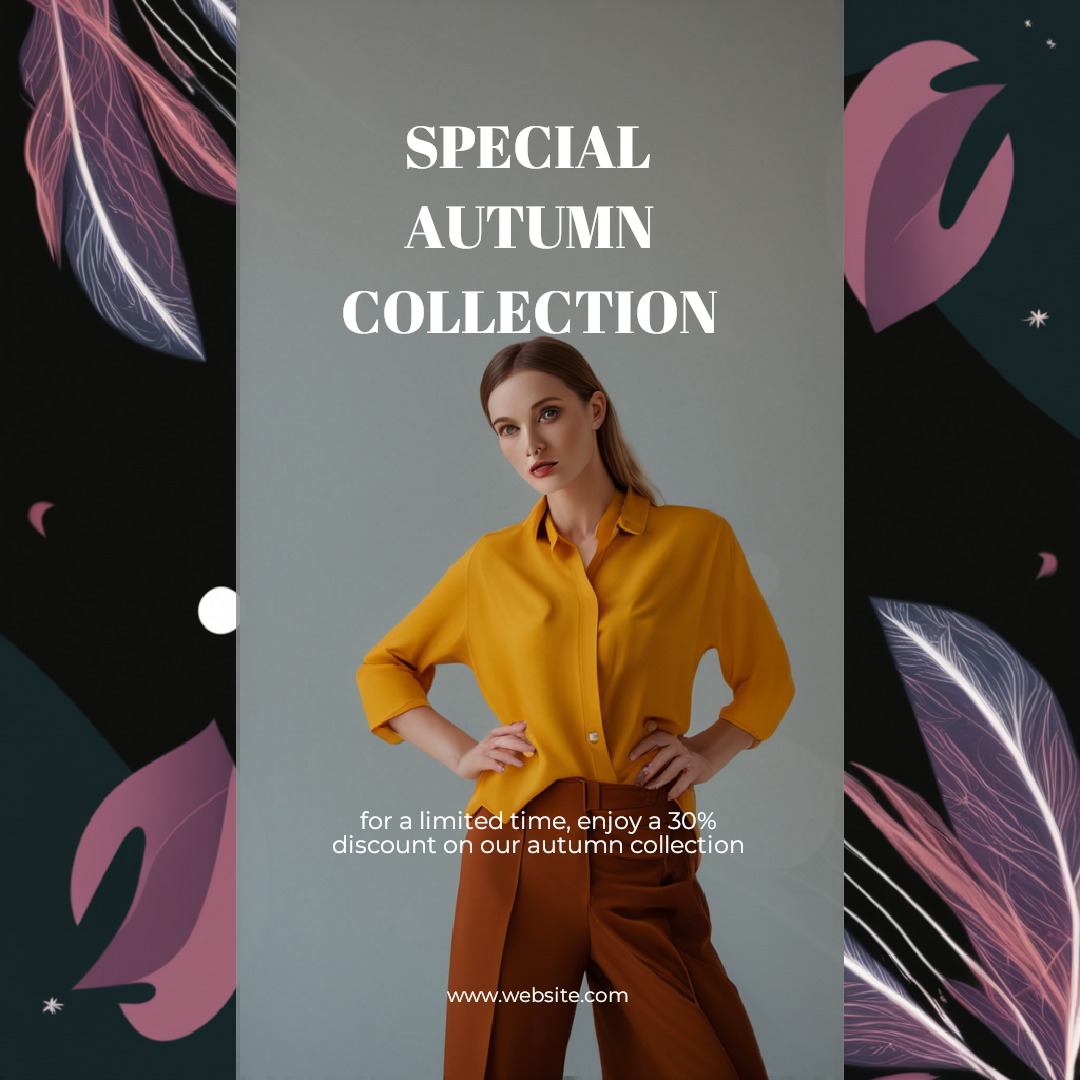 SPECIAL
AUTUMN
COLLECTION
for a limited time, enjoy a 30%
discount on our autumn collection
www.website.com